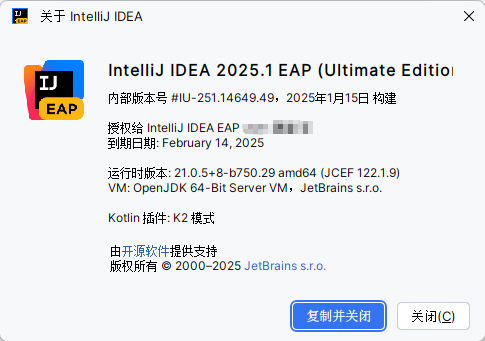 关于 IntelliJ IDEA
IJ
EAP
IntelliJ IDEA 2025.1 EAP (Ultimate Edition
内部版本号 #IU-251.14649.49，2025年1月15日 构建
授权给 IntelliJ IDEA EAP
到期日期: February 14, 2025
运行时版本: 21.0.5+8-b750.29 amd64 (JCEF 122.1.9)
VM: OpenJDK 64-Bit Server VM，JetBrains s.r.o.
Kotlin 插件: K2 模式
由开源软件提供支持
版权所有 © 2000–2025 JetBrains s.r.o.
复制并关闭
关闭(C)